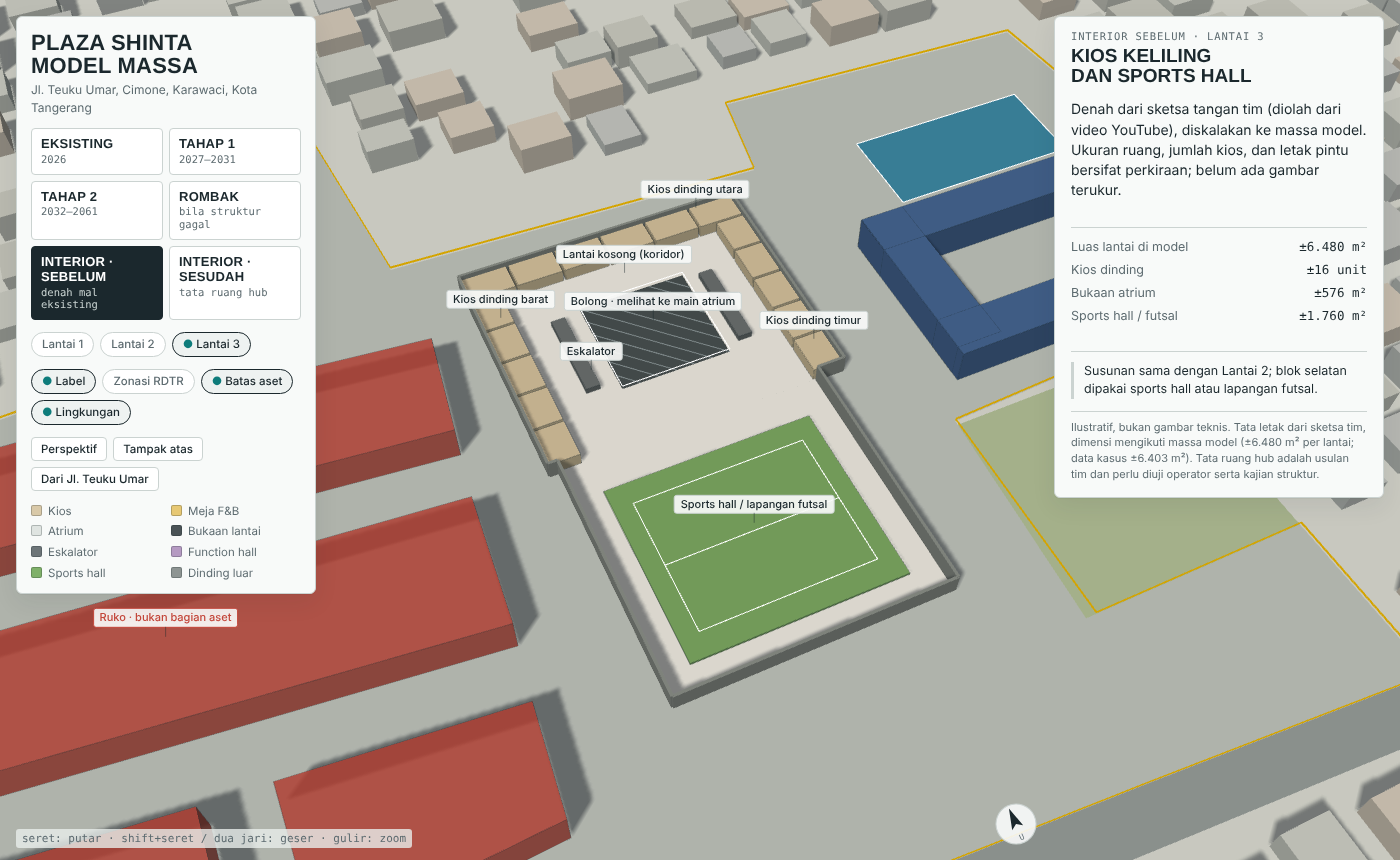 PLAZA SHINTA
MODEL MASSA
Jl. Teuku Umar, Cimone, Karawaci, Kota
Tangerang
EKSISTING
2026
TAHAP 1
2027–2031
TAHAP 2
2032–2061
ROMBAK
bila struktur
gagal
INTERIOR ·
SEBELUM
denah mal
eksisting
INTERIOR ·
SESUDAH
tata ruang hub
Lantai 1
Lantai 2
Lantai 3
Label
Zonasi RDTR
Batas aset
Lingkungan
Perspektif
Tampak atas
Dari Jl. Teuku Umar
Kios
Meja F&B
Atrium
Bukaan lantai
Eskalator
Function hall
Sports hall
Dinding luar
Ruko · bukan bagian aset
seret: putar · shift+seret / dua jari: geser · gulir: zoom
Kios dinding utara
Lantai kosong (koridor)
Kios dinding barat
Bolong · melihat ke main atrium
Kios dinding timur
Eskalator
Sports hall / lapangan futsal
U
INTERIOR SEBELUM · LANTAI 3
KIOS KELILING
DAN SPORTS HALL
Denah dari sketsa tangan tim (diolah dari
video YouTube), diskalakan ke massa model.
Ukuran ruang, jumlah kios, dan letak pintu
bersifat perkiraan; belum ada gambar
terukur.
Luas lantai di model ±6.480 m²
Kios dinding ±16 unit
Bukaan atrium ±576 m²
Sports hall / futsal ±1.760 m²
Susunan sama dengan Lantai 2; blok selatan
dipakai sports hall atau lapangan futsal.
Ilustratif, bukan gambar teknis. Tata letak dari sketsa tim,
dimensi mengikuti massa model (±6.480 m² per lantai;
data kasus ±6.403 m²). Tata ruang hub adalah usulan
tim dan perlu diuji operator serta kajian struktur.